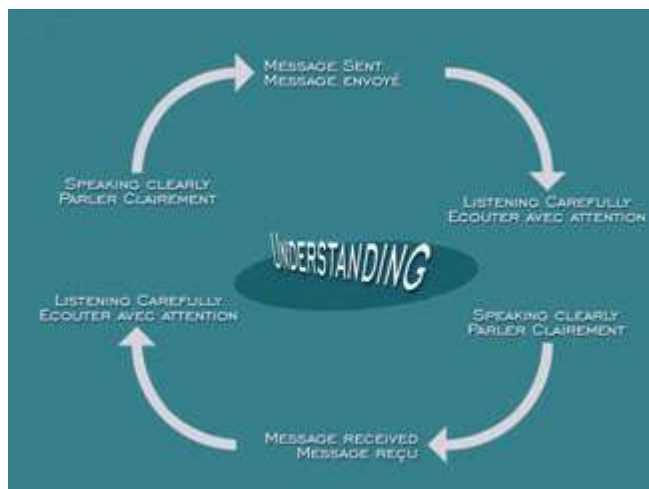 Message Sent
Message envoyé
Speaking clearly
Parler Clairement
Listening Carefully
Ecouter avec attention
Understanding
Listening Carefully
Ecouter avec attention
Speaking clearly
Parler Clairement
Message received
Message reçu